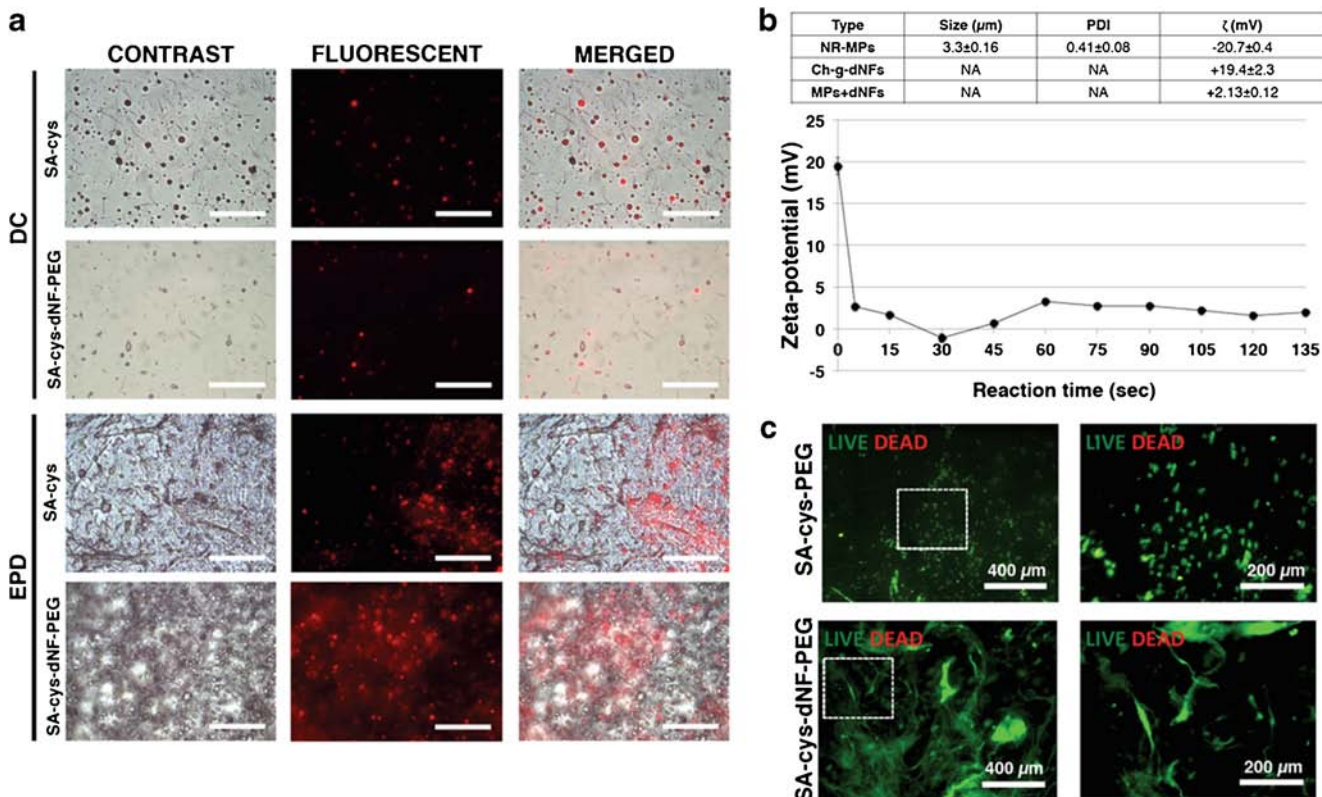 a
CONTRAST FLUORESCENT MERGED
DC
SA-cys
SA-cys-dNF-PEG
EPD
SA-cys
SA-cys-dNF-PEG
b
Type Size (µm) PDI ζ (mV)
NR-MPs 3.3±0.16 0.41±0.08 -20.7±0.4
Ch-g-dNFs NA NA +19.4±2.3
MPs+dNFs NA NA +2.13±0.12
Zeta-potential (mV)
25
20
15
10
5
0
-5
0 5 15 30 45 60 75 90 105 120 135
Reaction time (sec)
c
SA-cys-PEG
LIVE DEAD
400 µm
LIVE DEAD
200 µm
SA-cys-dNF-PEG
LIVE DEAD
400 µm
LIVE DEAD
200 µm